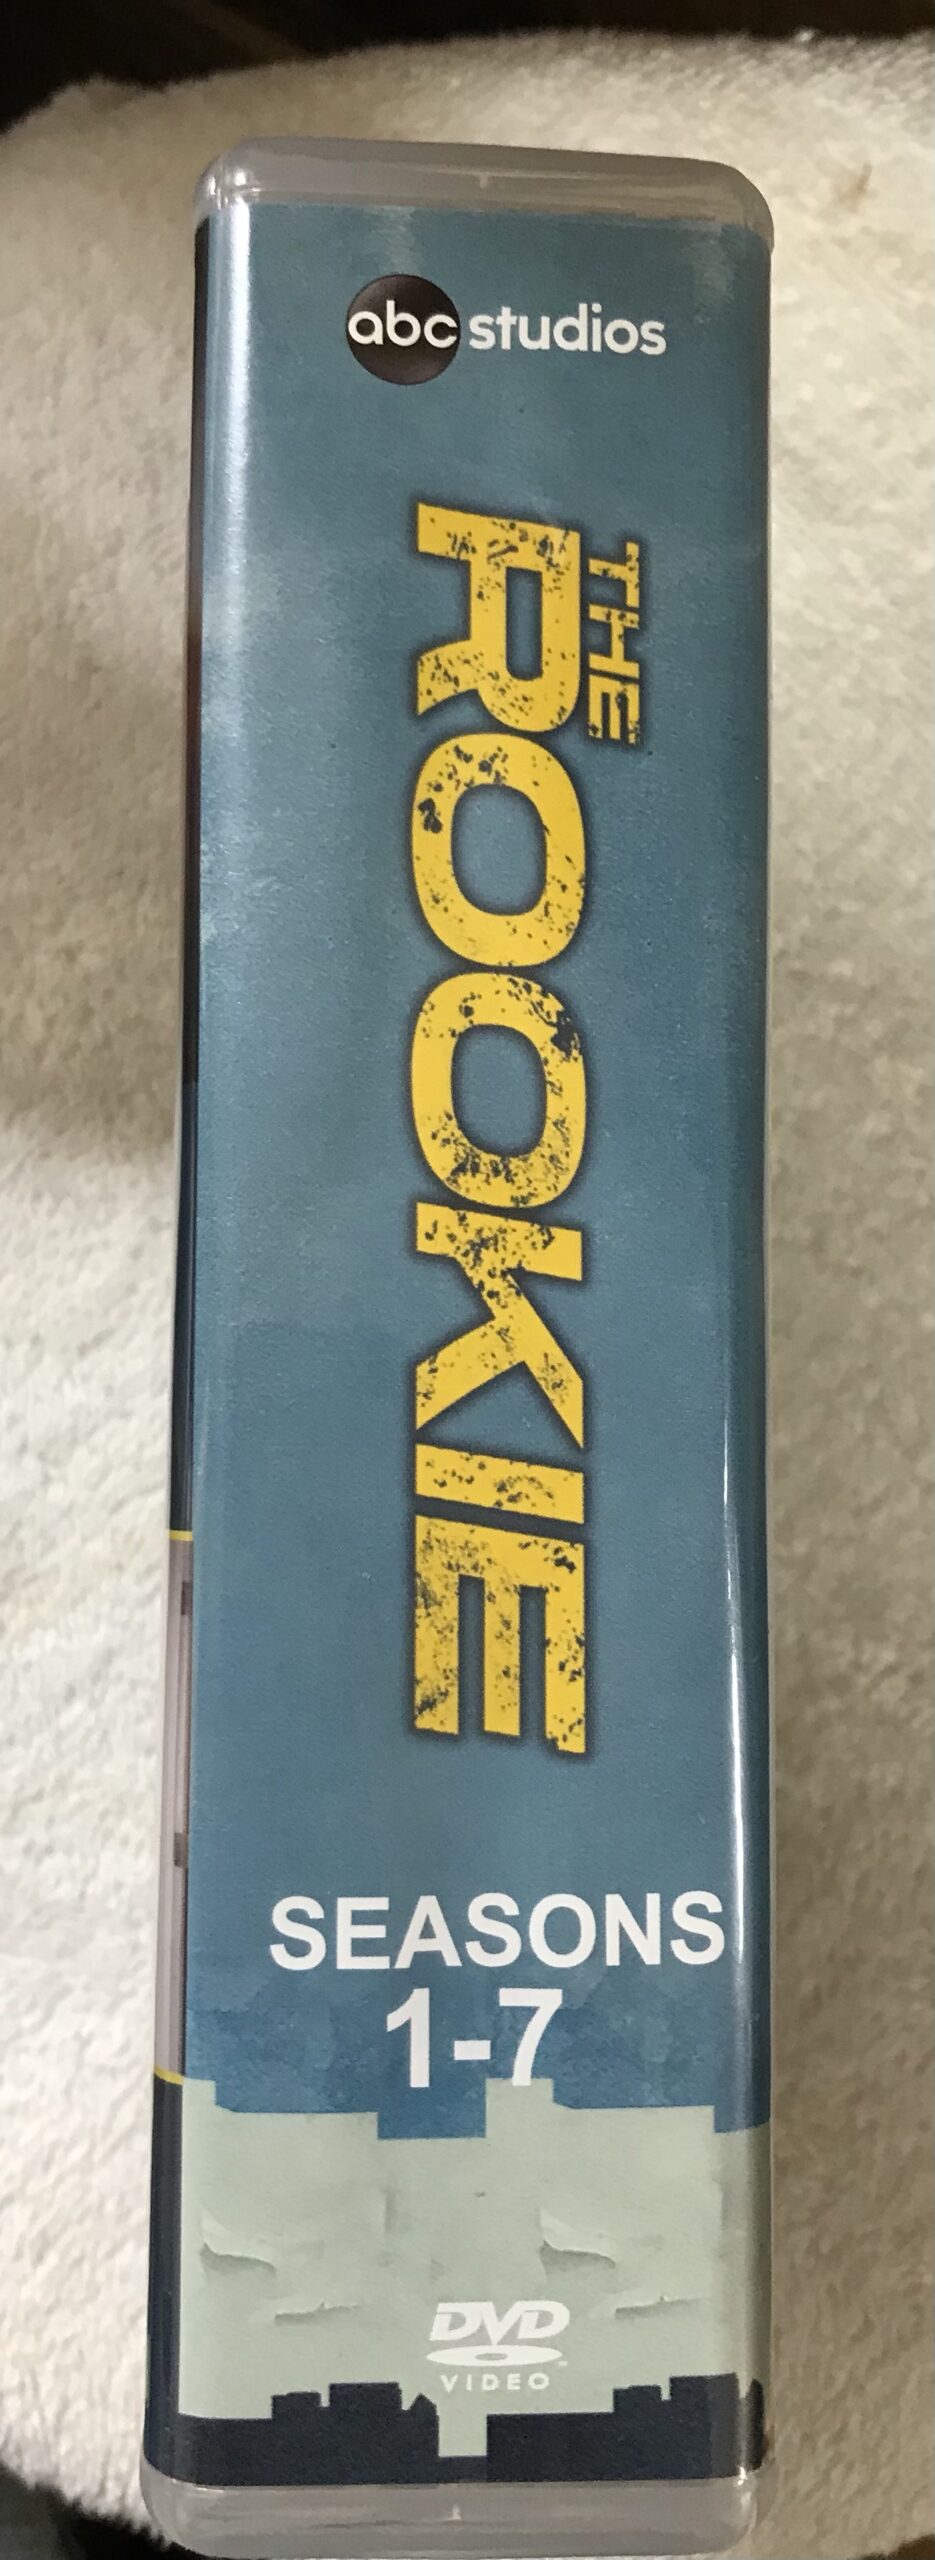 abc studios
THE
ROOKIE
SEASONS
1-7
DVD
VIDEO